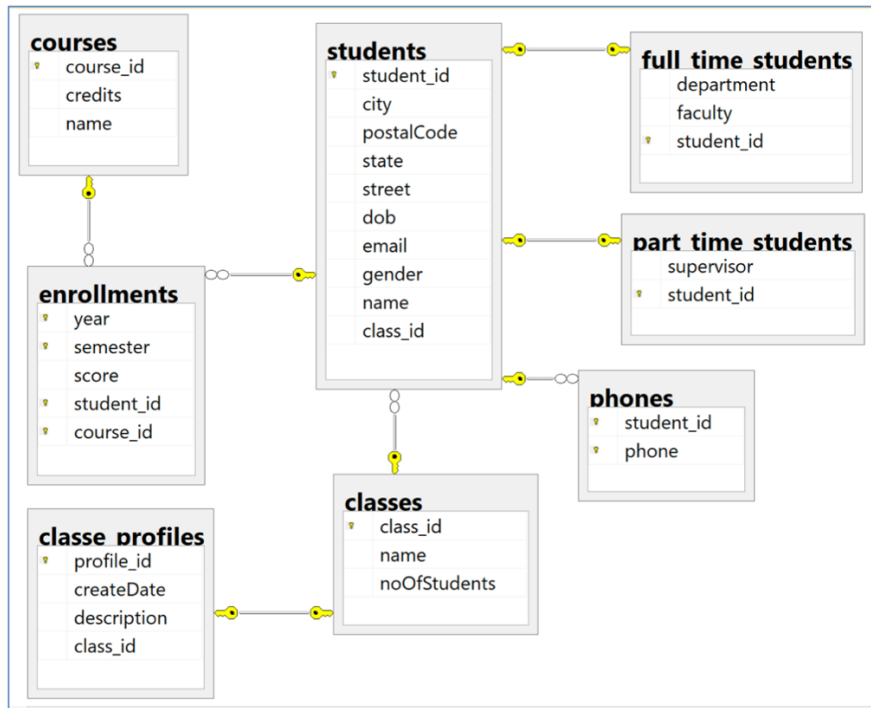 courses
course_id
credits
name
students
student_id
city
postalCode
state
street
dob
email
gender
name
class_id
full_time_students
department
faculty
student_id
part_time_students
supervisor
student_id
enrollments
year
semester
score
student_id
course_id
phones
student_id
phone
classes
class_id
name
noOfStudents
classe_profiles
profile_id
createDate
description
class_id